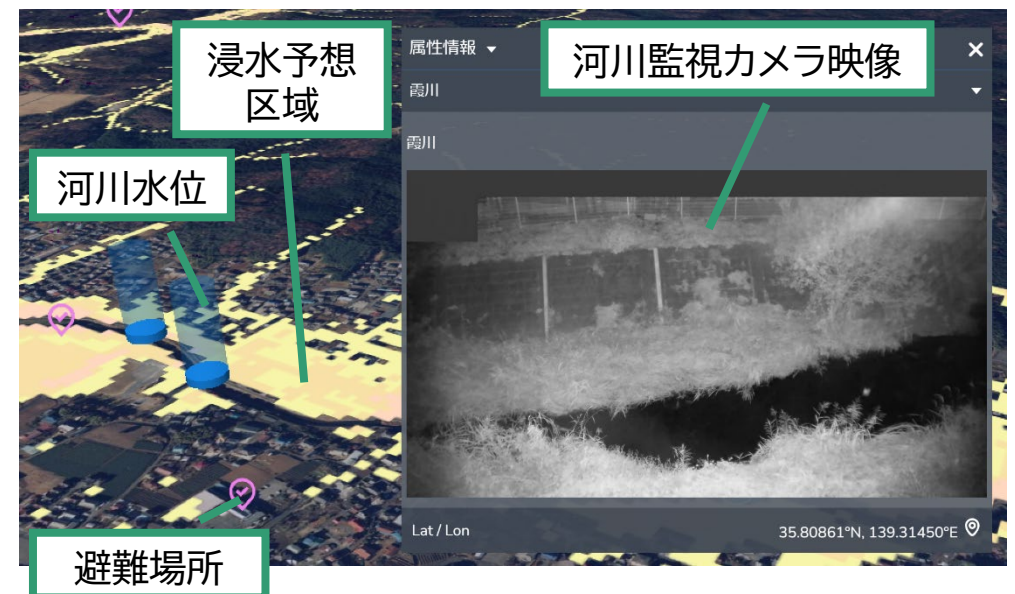 浸水予想
区域
河川水位
避難場所
属性情報
河川監視カメラ映像
霞川
霞川
Lat / Lon
35.80861°N, 139.31450°E